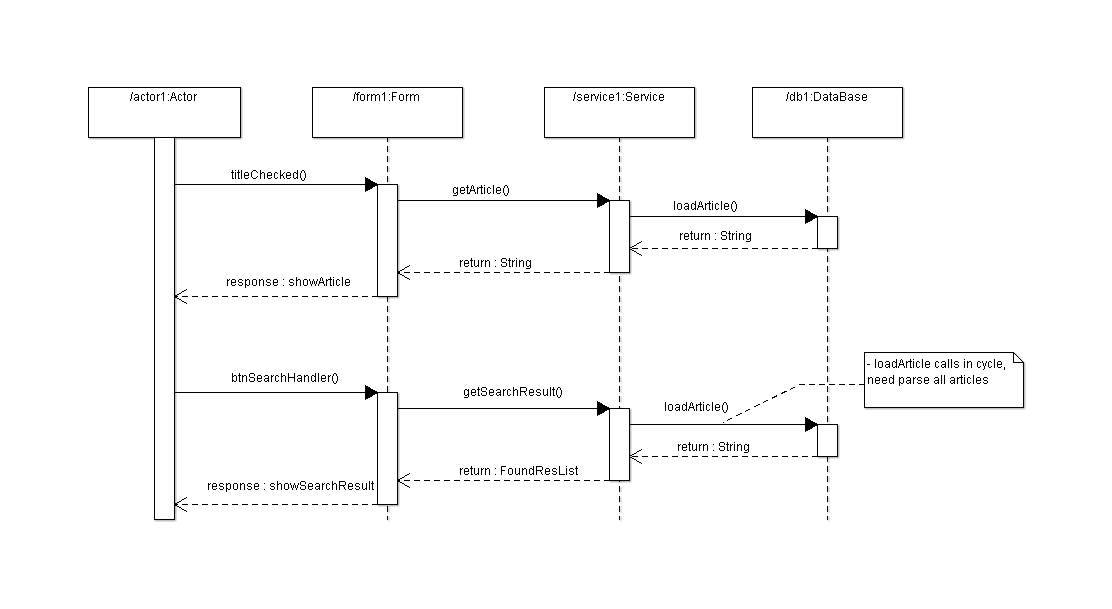 /actor1:Actor
/form1:Form
/service1:Service
/db1:DataBase
titleChecked()
getArticle()
loadArticle()
return : String
return : String
response : showArticle
- loadArticle calls in cycle,
need parse all articles
btnSearchHandler()
getSearchResult()
loadArticle()
return : String
return : FoundResList
response : showSearchResult